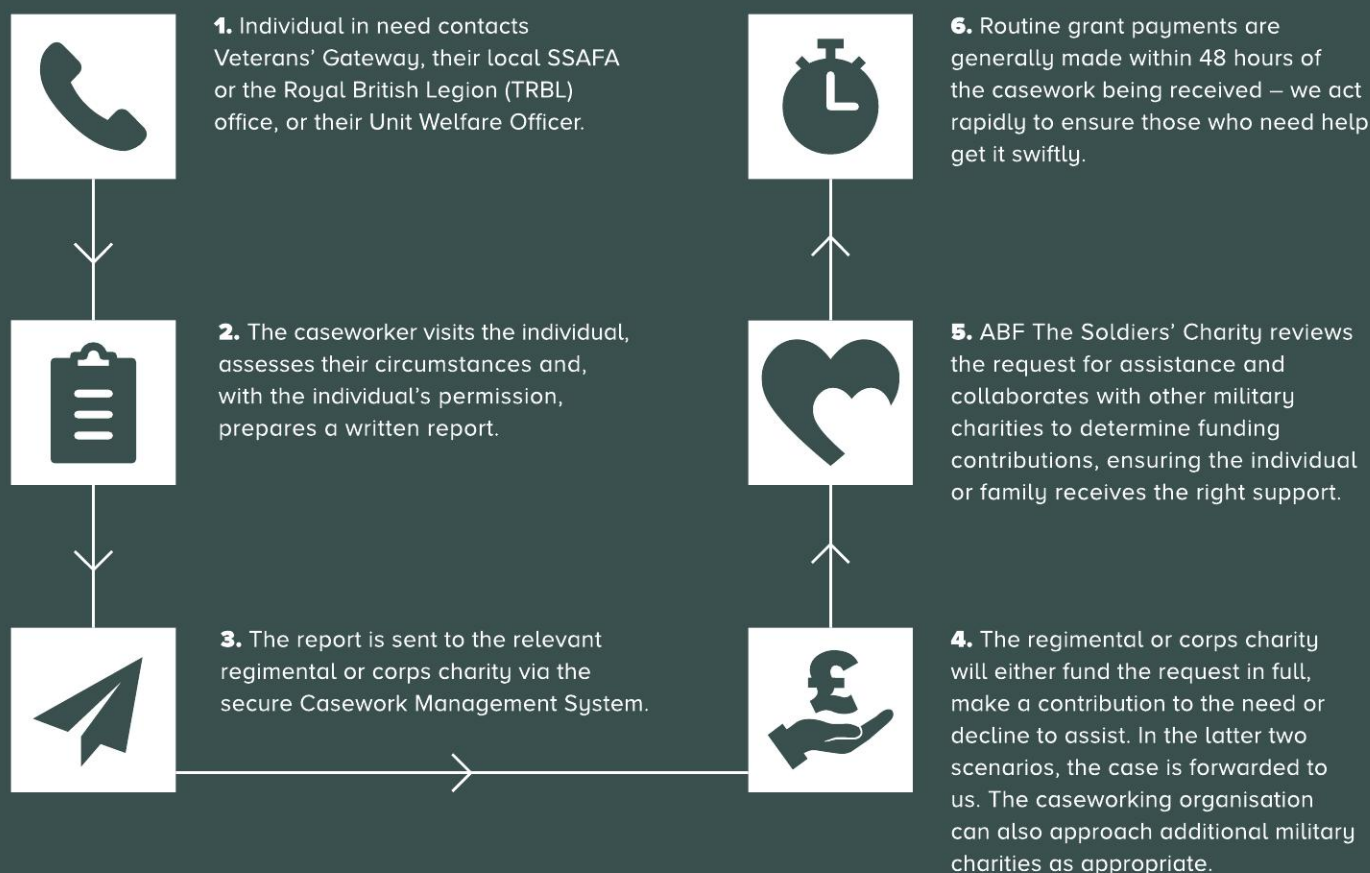 1. Individual in need contacts
Veterans’ Gateway, their local SSAFA
or the Royal British Legion (TRBL)
office, or their Unit Welfare Officer.
2. The caseworker visits the individual,
assesses their circumstances and,
with the individual’s permission,
prepares a written report.
3. The report is sent to the relevant
regimental or corps charity via the
secure Casework Management System.
£
4. The regimental or corps charity
will either fund the request in full,
make a contribution to the need or
decline to assist. In the latter two
scenarios, the case is forwarded to
us. The caseworking organisation
can also approach additional military
charities as appropriate.
5. ABF The Soldiers’ Charity reviews
the request for assistance and
collaborates with other military
charities to determine funding
contributions, ensuring the individual
or family receives the right support.
6. Routine grant payments are
generally made within 48 hours of
the casework being received – we act
rapidly to ensure those who need help
get it swiftly.